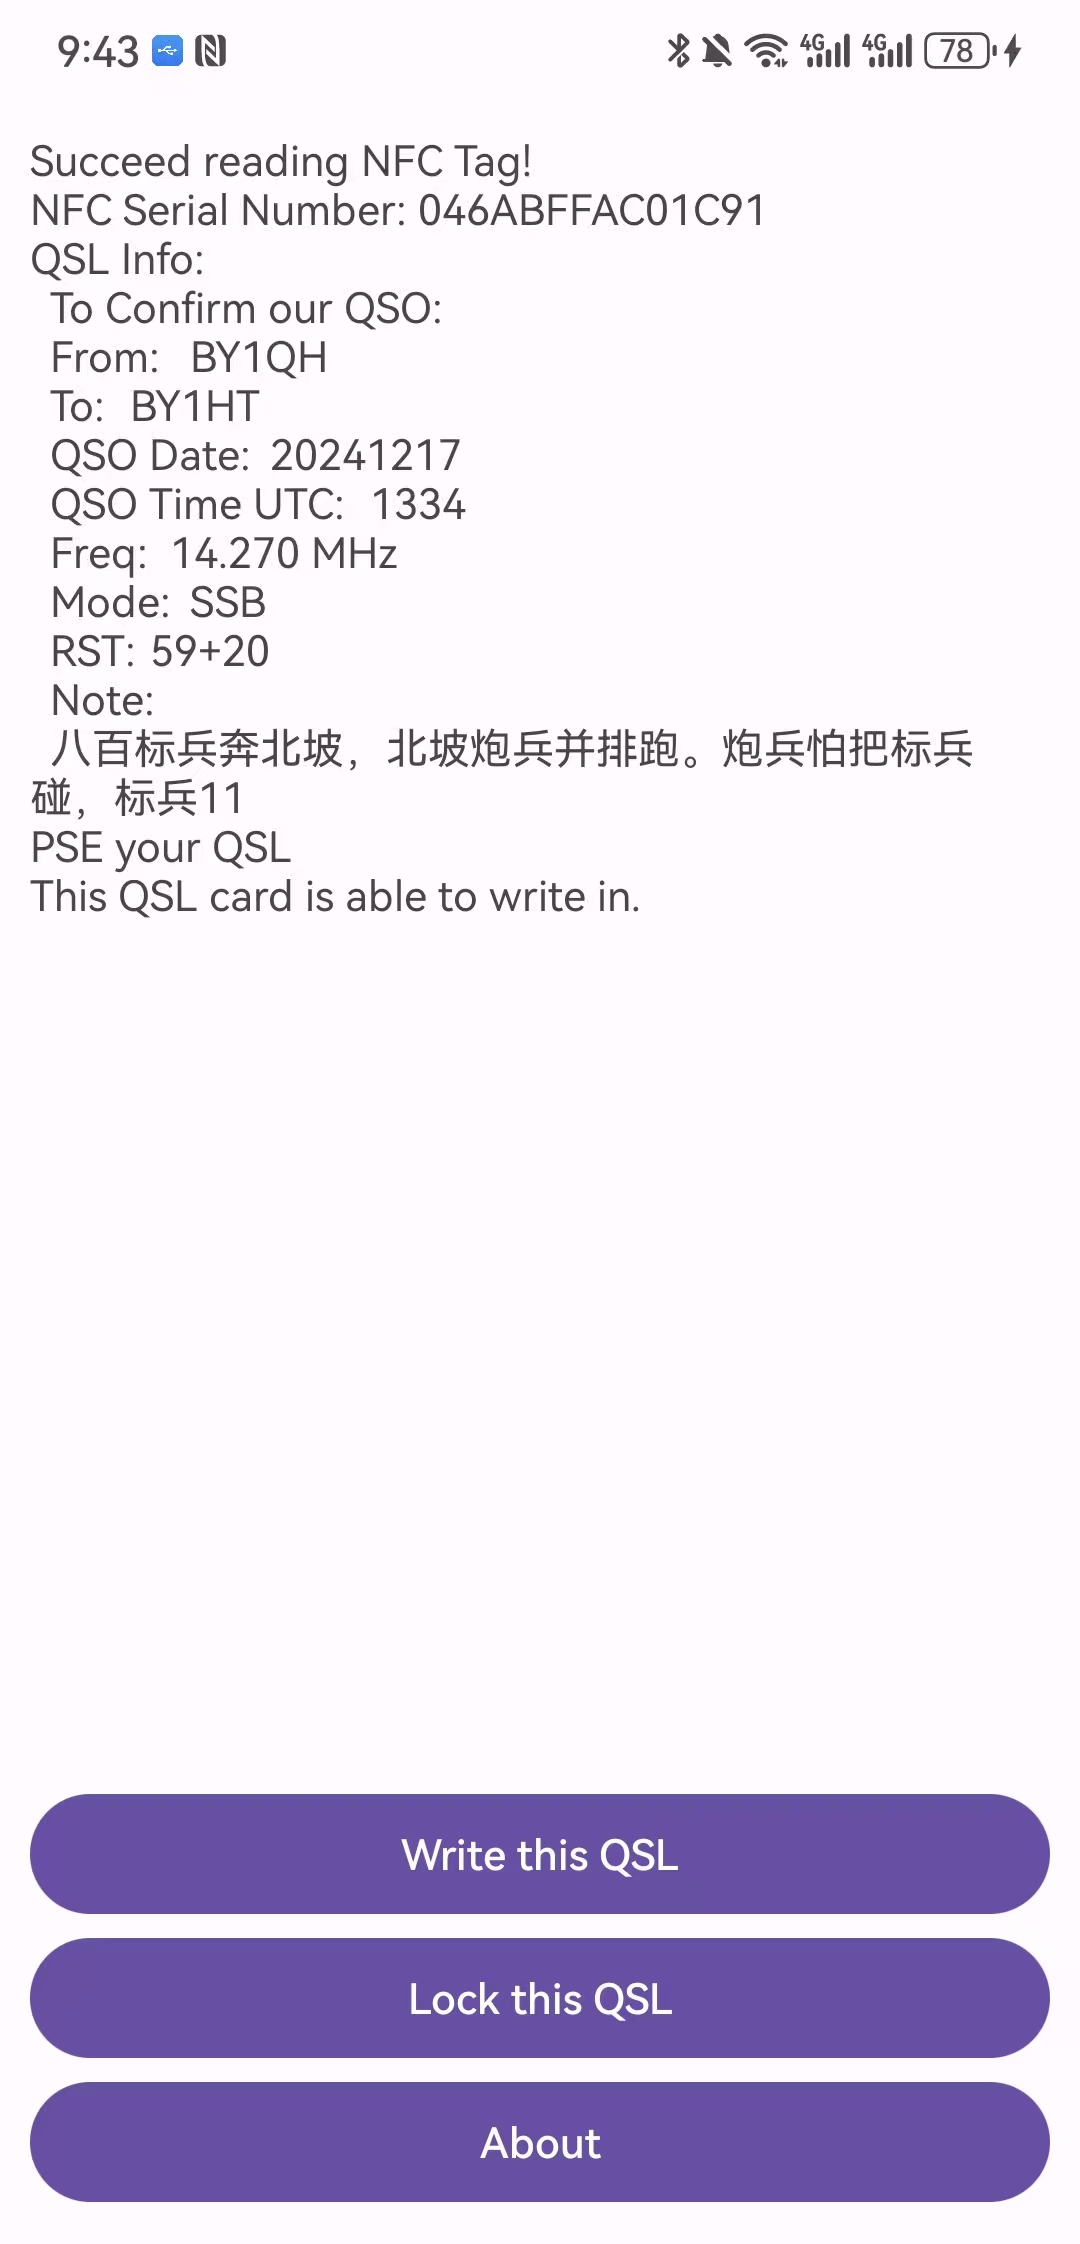 9:43 4G 4G 78
Succeed reading NFC Tag!
NFC Serial Number: 046ABFFAC01C91
QSL Info:
To Confirm our QSO:
From: BY1QH
To: BY1HT
QSO Date: 20241217
QSO Time UTC: 1334
Freq: 14.270 MHz
Mode: SSB
RST: 59+20
Note:
八百标兵奔北坡，北坡炮兵并排跑。炮兵怕把标兵
碰，标兵11
PSE your QSL
This QSL card is able to write in.
Write this QSL
Lock this QSL
About